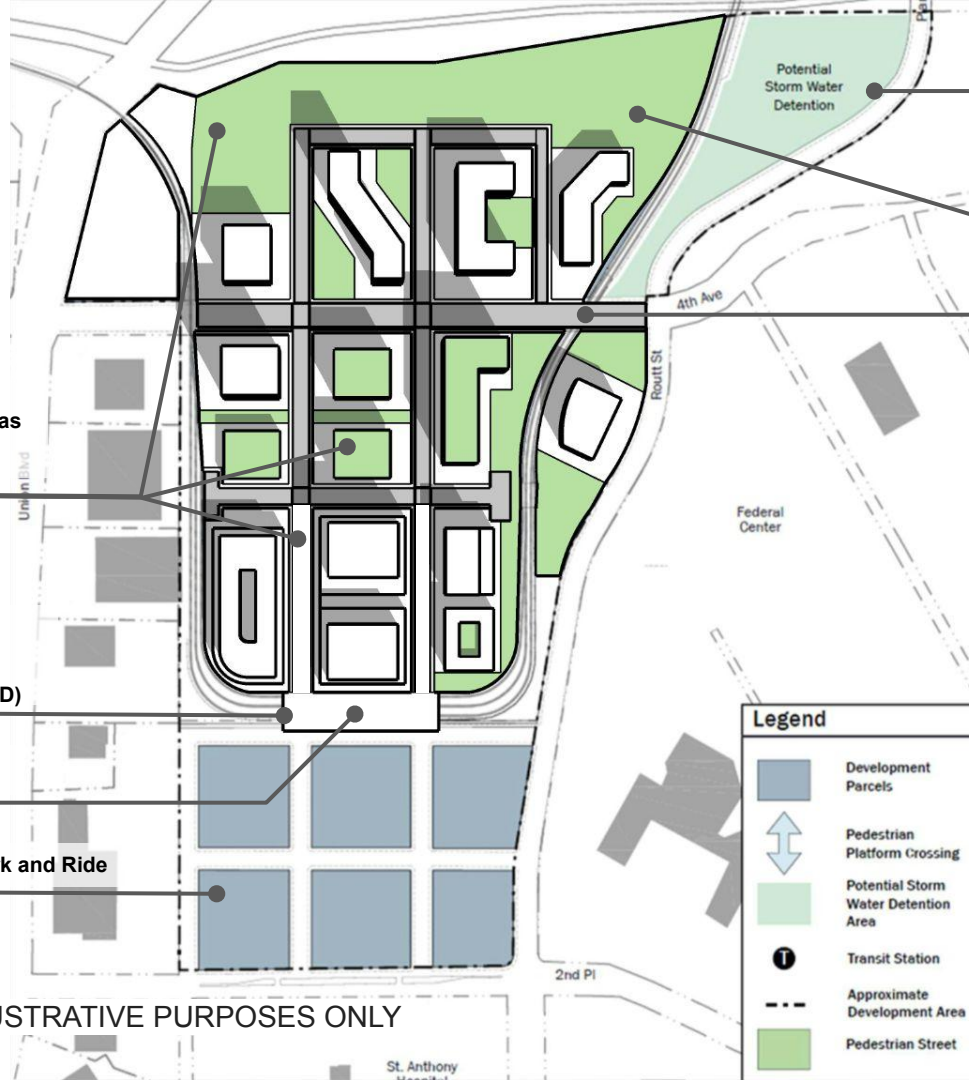 Potential
Storm Water
Detention
4th Ave
Routt St
as
Union Blvd
Federal
Center
D)
k and Ride
2nd Pl
USTRATIVE PURPOSES ONLY
St. Anthony
Hospital
Legend
Development
Parcels
Pedestrian
Platform Crossing
Potential Storm
Water Detention
Area
T
Transit Station
Approximate
Development Area
Pedestrian Street